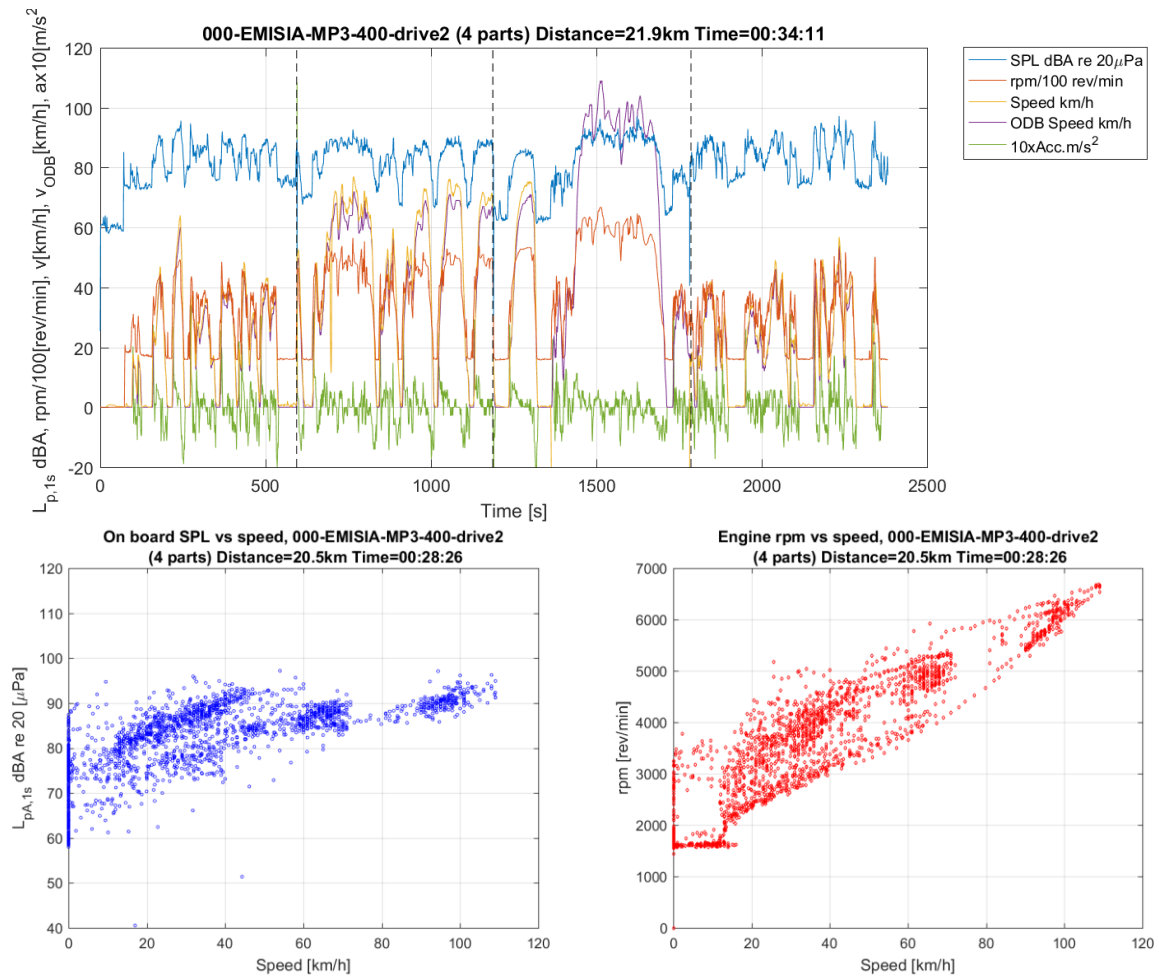 000-EMISIA-MP3-400-drive2 (4 parts) Distance=21.9km Time=00:34:11
L_p,1s dBA, rpm/100[rev/min], v[km/h], v_ODB[km/h], ax10[m/s²
120
100
80
60
40
20
0
-20
0 500 1000 1500 2000 2500
Time [s]
SPL dBA re 20μPa
rpm/100 rev/min
Speed km/h
ODB Speed km/h
10xAcc.m/s²
On board SPL vs speed, 000-EMISIA-MP3-400-drive2
(4 parts) Distance=20.5km Time=00:28:26
L_pA,1s dBA re 20 [μPa]
120
110
100
90
80
70
60
50
40
0 20 40 60 80 100 120
Speed [km/h]
Engine rpm vs speed, 000-EMISIA-MP3-400-drive2
(4 parts) Distance=20.5km Time=00:28:26
rpm [rev/min]
7000
6000
5000
4000
3000
2000
1000
0
0 20 40 60 80 100 120
Speed [km/h]